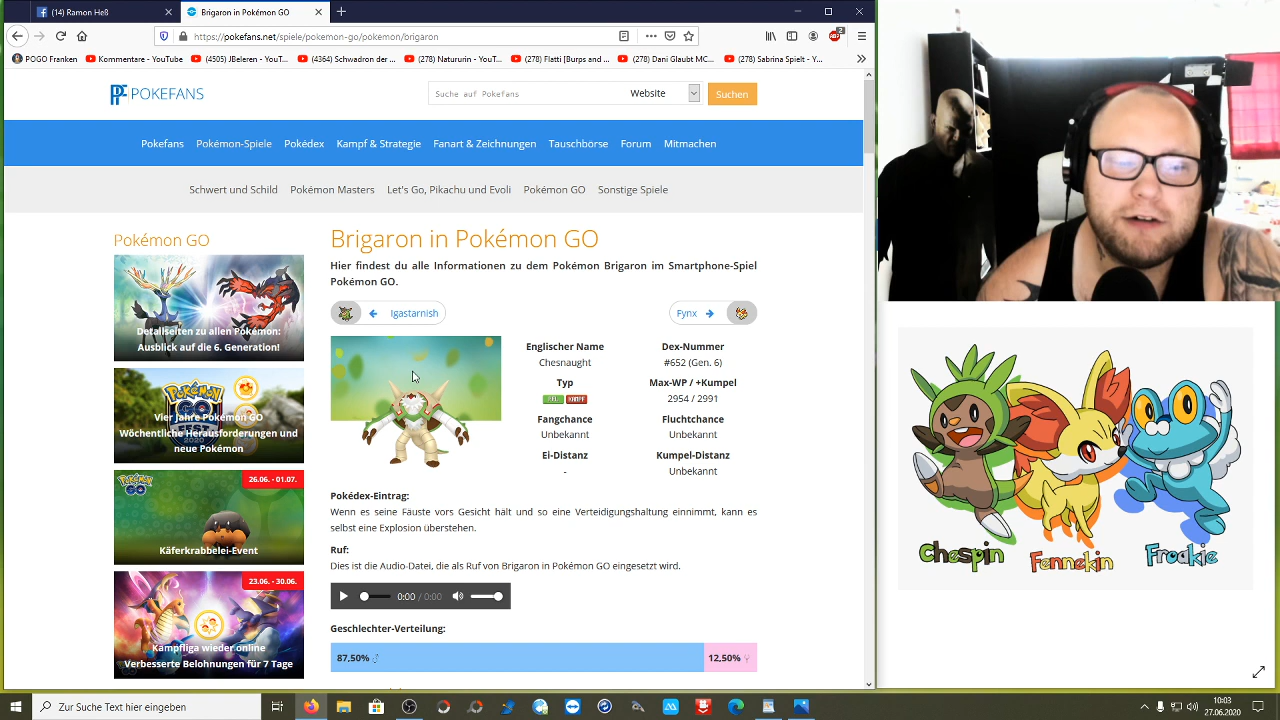 (14) Ramon Heß
Brigaron in Pokémon GO
https://pokefans.net/spiele/pokemon-go/pokemon/brigaron
POGO Franken
Kommentare - YouTube
(4505) JBeleren - YouT...
(4364) Schwadron der ...
(278) Natururin - YouT...
(278) Flatti [Burps and ...
(278) Dani Glaubt MC...
(278) Sabrina Spielt - Y...
POKEFANS
Suche auf Pokefans
Website
Suchen
Pokefans
Pokémon-Spiele
Pokédex
Kampf & Strategie
Fanart & Zeichnungen
Tauschbörse
Forum
Mitmachen
Schwert und Schild
Pokémon Masters
Let's Go, Pikachu und Evoli
Pokémon GO
Sonstige Spiele
Pokémon GO
Detailseiten zu allen Pokémon:
Ausblick auf die 6. Generation!
Vier Jahre Pokémon GO
Wöchentliche Herausforderungen und
neue Pokémon
26.06. - 01.07.
Käferkrabbelei-Event
23.06. - 30.06.
Kampfliga wieder online
Verbesserte Belohnungen für 7 Tage
Brigaron in Pokémon GO
Hier findest du alle Informationen zu dem Pokémon Brigaron im Smartphone-Spiel
Pokémon GO.
Igastarnish
Fynx
Englischer Name
Chesnaught
Dex-Nummer
#652 (Gen. 6)
Typ
Max-WP / +Kumpel
2954 / 2991
Fangchance
Unbekannt
Fluchtchance
Unbekannt
Ei-Distanz
-
Kumpel-Distanz
Unbekannt
Pokédex-Eintrag:
Wenn es seine Fäuste vors Gesicht hält und so eine Verteidigungshaltung einnimmt, kann es
selbst eine Explosion überstehen.
Ruf:
Dies ist die Audio-Datei, die als Ruf von Brigaron in Pokémon GO eingesetzt wird.
0:00 / 0:00
Geschlechter-Verteilung:
87,50% ♂
12,50% ♀
Chespin
Fennekin
Froakie
Zur Suche Text hier eingeben
10:03
27.06.2020